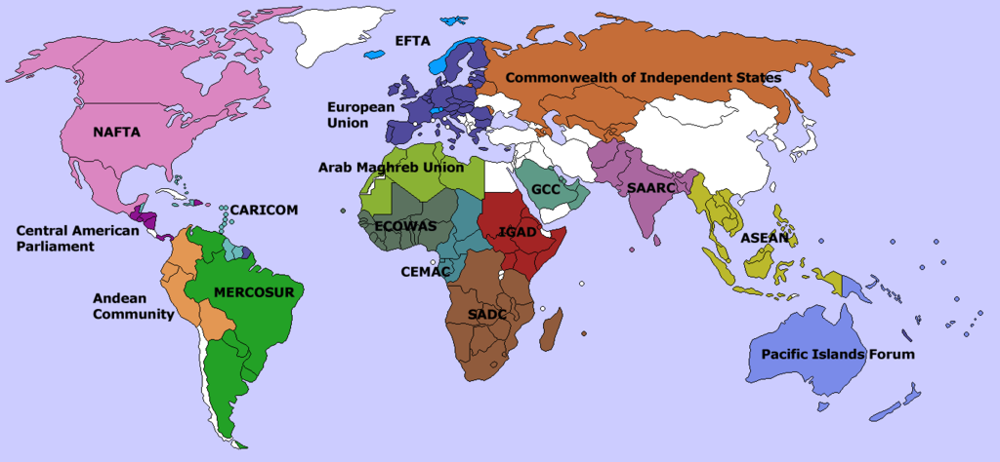 EFTA
Commonwealth of Independent States
European
Union
NAFTA
Arab Maghreb Union
GCC
SAARC
CARICOM
ECOWAS
IGAD
Central American
Parliament
ASEAN
CEMAC
MERCOSUR
Andean
Community
SADC
Pacific Islands Forum